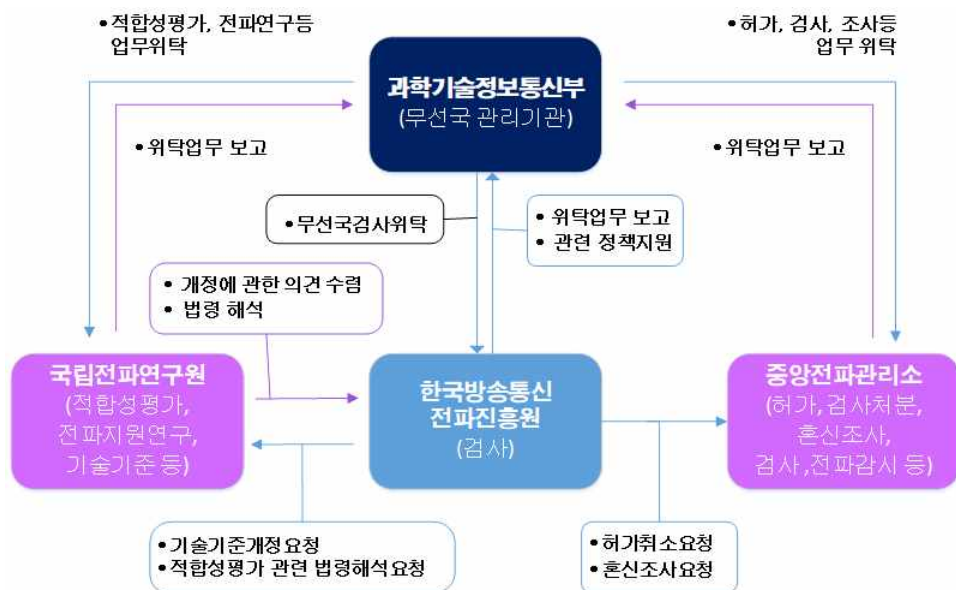 •적합성평가, 전파연구등
업무위탁
•허가, 검사, 조사등
업무 위탁
과학기술정보통신부
(무선국 관리기관)
•위탁업무 보고
•위탁업무 보고
•무선국검사위탁
• 위탁업무 보고
• 관련 정책지원
• 개정에 관한 의견 수렴
• 법령 해석
국립전파연구원
(적합성평가,
전파지원연구,
기술기준 등)
한국방송통신
전파진흥원
(검사)
중앙전파관리소
(허가, 검사처분,
혼신조사,
검사 ,전파감시 등)
•기술기준개정요청
•적합성평가 관련 법령해석요청
•허가취소요청
•혼신조사요청